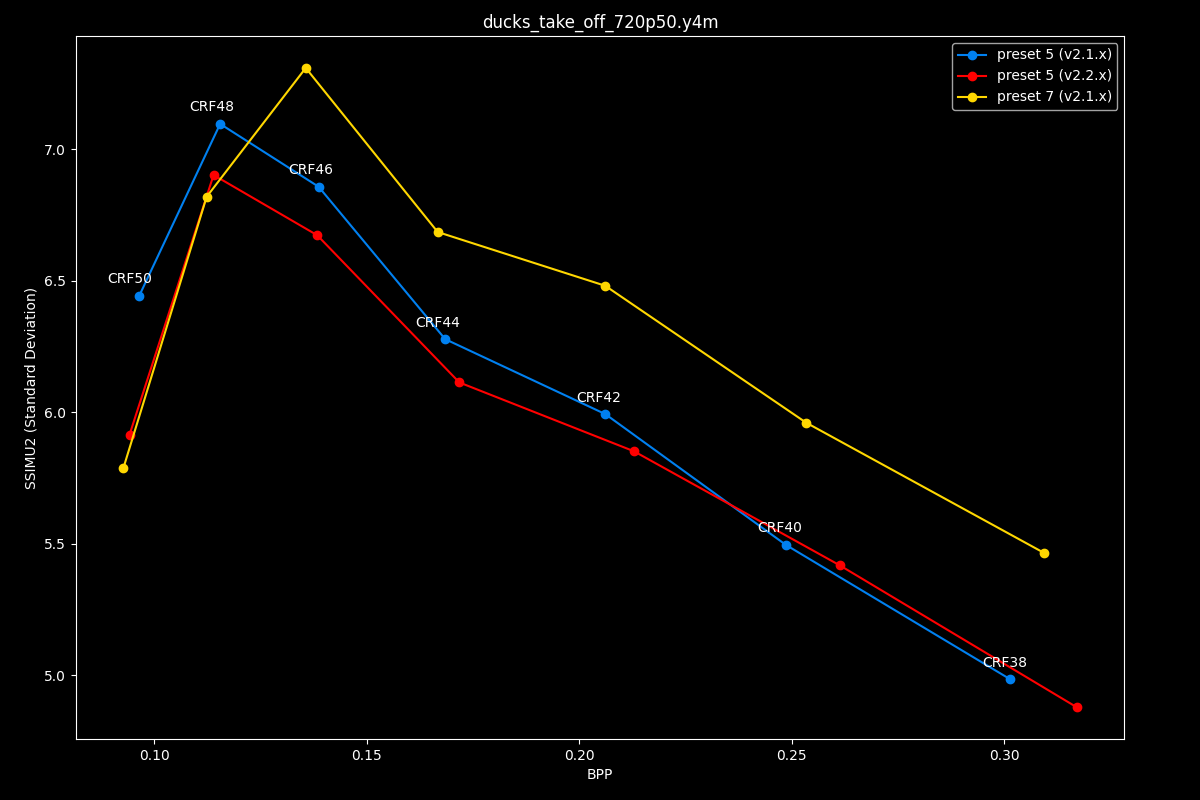 ducks_take_off_720p50.y4m
preset 5 (v2.1.x)
preset 5 (v2.2.x)
preset 7 (v2.1.x)
CRF48
CRF46
CRF50
CRF44
CRF42
CRF40
CRF38
7.0
6.5
6.0
5.5
5.0
SSIMU2 (Standard Deviation)
0.10
0.15
0.20
0.25
0.30
BPP